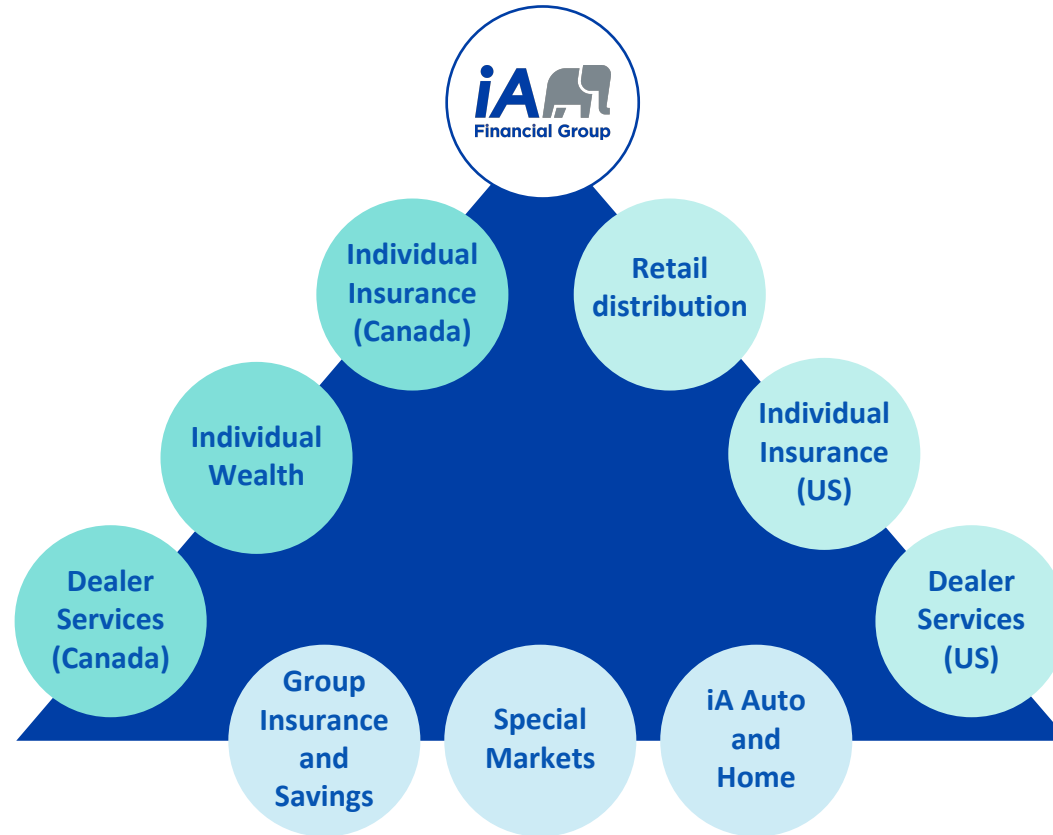 iA
Financial Group
Individual
Insurance
(Canada)
Retail
distribution
Individual
Wealth
Individual
Insurance
(US)
Dealer
Services
(Canada)
Dealer
Services
(US)
Group
Insurance
and
Savings
Special
Markets
iA Auto
and
Home